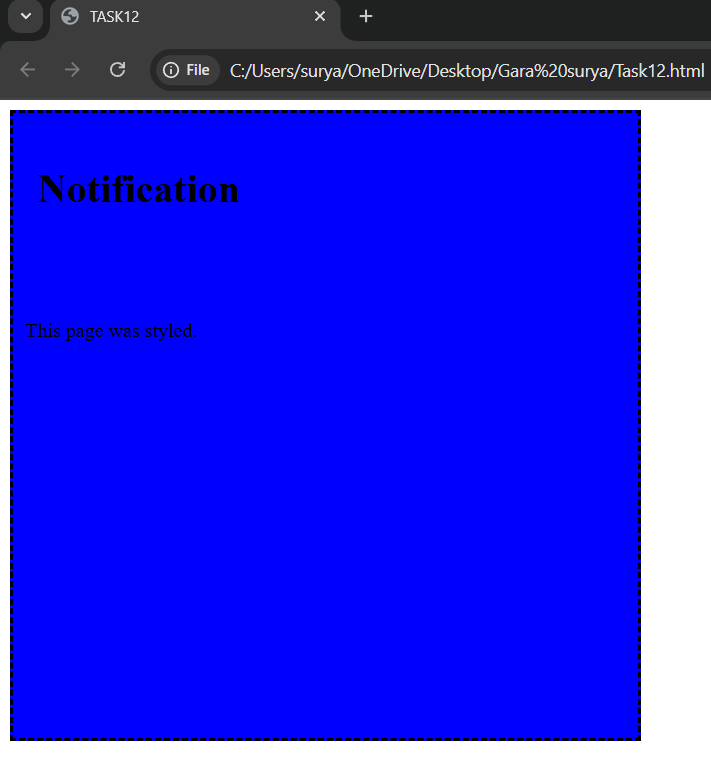 TASK12
File C:/Users/surya/OneDrive/Desktop/Gara%20surya/Task12.html
Notification
This page was styled.